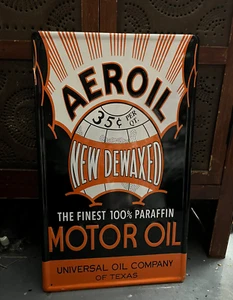 AEROIL
35¢ PER QT.
NEW DEWAXED
THE FINEST 100% PARAFFIN
MOTOR OIL
UNIVERSAL OIL COMPANY
OF TEXAS